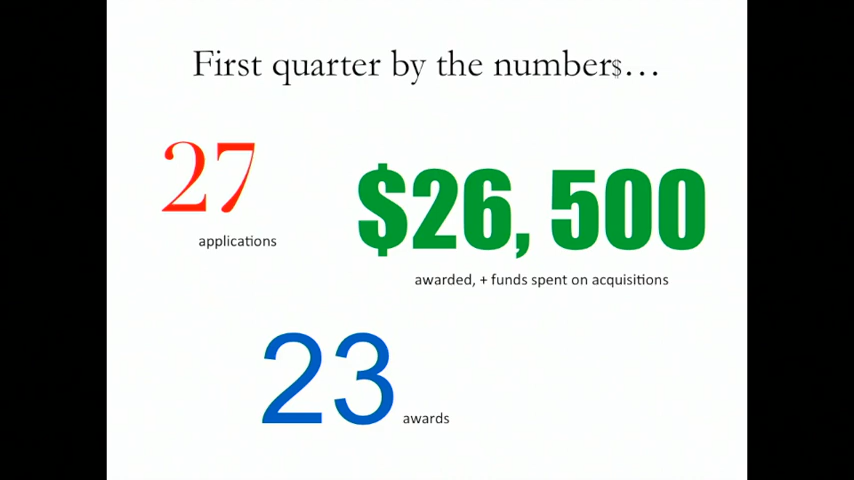 First quarter by the number$…
27
applications
$26, 500
awarded, + funds spent on acquisitions
23
awards